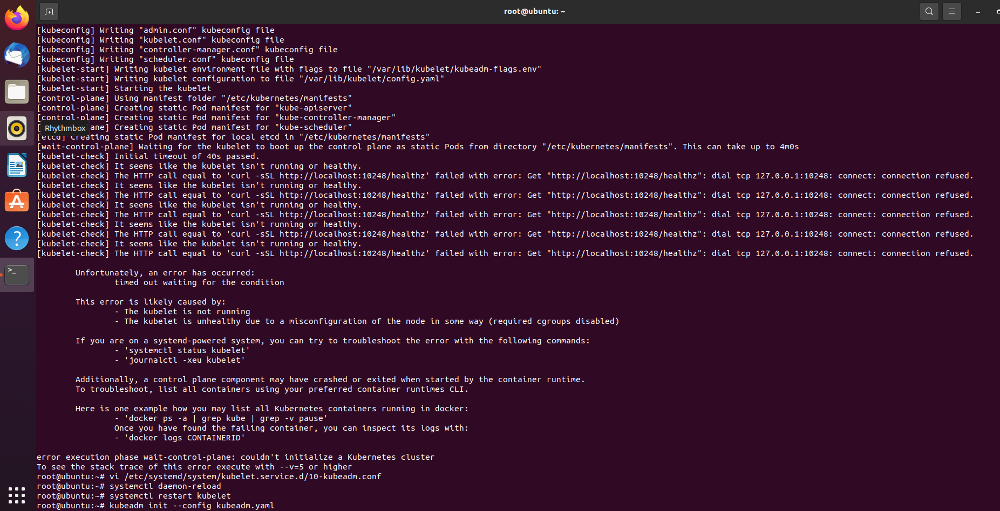 root@ubuntu: ~
[kubeconfig] Writing "admin.conf" kubeconfig file
[kubeconfig] Writing "kubelet.conf" kubeconfig file
[kubeconfig] Writing "controller-manager.conf" kubeconfig file
[kubeconfig] Writing "scheduler.conf" kubeconfig file
[kubelet-start] Writing kubelet environment file with flags to file "/var/lib/kubelet/kubeadm-flags.env"
[kubelet-start] Writing kubelet configuration to file "/var/lib/kubelet/config.yaml"
[kubelet-start] Starting the kubelet
[control-plane] Using manifest folder "/etc/kubernetes/manifests"
[control-plane] Creating static Pod manifest for "kube-apiserver"
[control-plane] Creating static Pod manifest for "kube-controller-manager"
Rhythmbox
ane] Creating static Pod manifest for "kube-scheduler"
[etcd] Creating static Pod manifest for local etcd in "/etc/kubernetes/manifests"
[wait-control-plane] Waiting for the kubelet to boot up the control plane as static Pods from directory "/etc/kubernetes/manifests". This can take up to 4m0s
[kubelet-check] Initial timeout of 40s passed.
[kubelet-check] It seems like the kubelet isn't running or healthy.
[kubelet-check] The HTTP call equal to 'curl -sSL http://localhost:10248/healthz' failed with error: Get "http://localhost:10248/healthz": dial tcp 127.0.0.1:10248: connect: connection refused.
[kubelet-check] It seems like the kubelet isn't running or healthy.
[kubelet-check] The HTTP call equal to 'curl -sSL http://localhost:10248/healthz' failed with error: Get "http://localhost:10248/healthz": dial tcp 127.0.0.1:10248: connect: connection refused.
[kubelet-check] It seems like the kubelet isn't running or healthy.
[kubelet-check] The HTTP call equal to 'curl -sSL http://localhost:10248/healthz' failed with error: Get "http://localhost:10248/healthz": dial tcp 127.0.0.1:10248: connect: connection refused.
[kubelet-check] It seems like the kubelet isn't running or healthy.
[kubelet-check] The HTTP call equal to 'curl -sSL http://localhost:10248/healthz' failed with error: Get "http://localhost:10248/healthz": dial tcp 127.0.0.1:10248: connect: connection refused.
[kubelet-check] It seems like the kubelet isn't running or healthy.
[kubelet-check] The HTTP call equal to 'curl -sSL http://localhost:10248/healthz' failed with error: Get "http://localhost:10248/healthz": dial tcp 127.0.0.1:10248: connect: connection refused.
Unfortunately, an error has occurred:
timed out waiting for the condition
This error is likely caused by:
- The kubelet is not running
- The kubelet is unhealthy due to a misconfiguration of the node in some way (required cgroups disabled)
If you are on a systemd-powered system, you can try to troubleshoot the error with the following commands:
- 'systemctl status kubelet'
- 'journalctl -xeu kubelet'
Additionally, a control plane component may have crashed or exited when started by the container runtime.
To troubleshoot, list all containers using your preferred container runtimes CLI.
Here is one example how you may list all Kubernetes containers running in docker:
- 'docker ps -a | grep kube | grep -v pause'
Once you have found the failing container, you can inspect its logs with:
- 'docker logs CONTAINERID'
error execution phase wait-control-plane: couldn't initialize a Kubernetes cluster
To see the stack trace of this error execute with --v=5 or higher
root@ubuntu:~# vi /etc/systemd/system/kubelet.service.d/10-kubeadm.conf
root@ubuntu:~# systemctl daemon-reload
root@ubuntu:~# systemctl restart kubelet
root@ubuntu:~# kubeadm init --config kubeadm.yaml